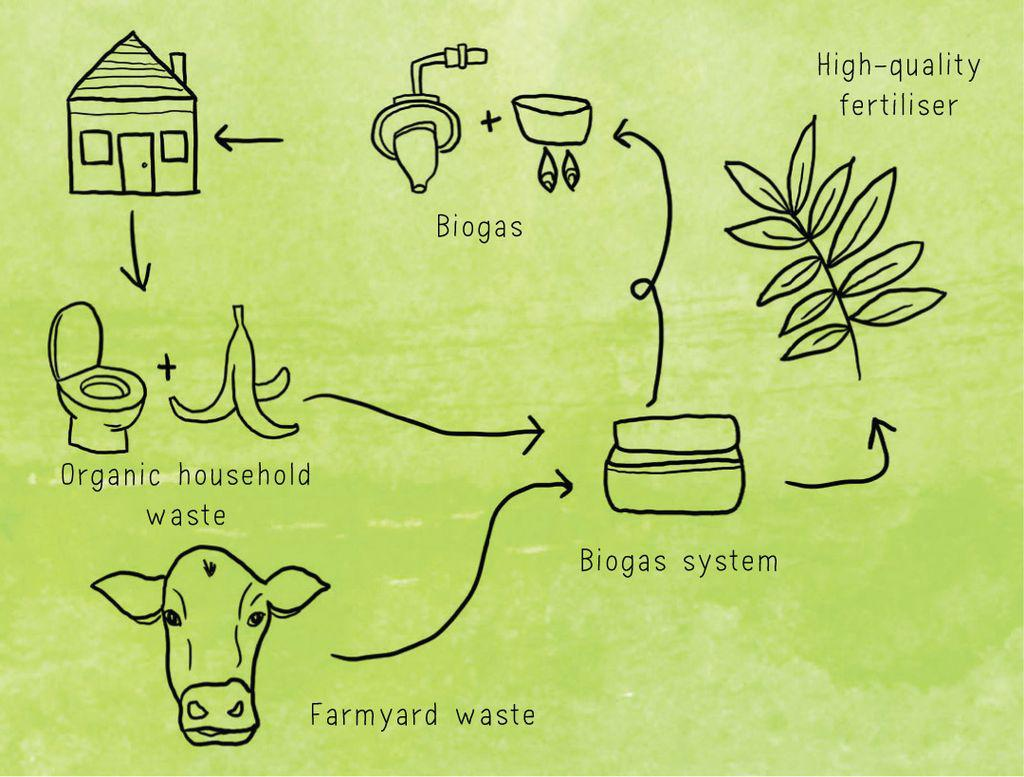 High-quality
fertiliser
Biogas
Organic household
waste
Biogas system
Farmyard waste